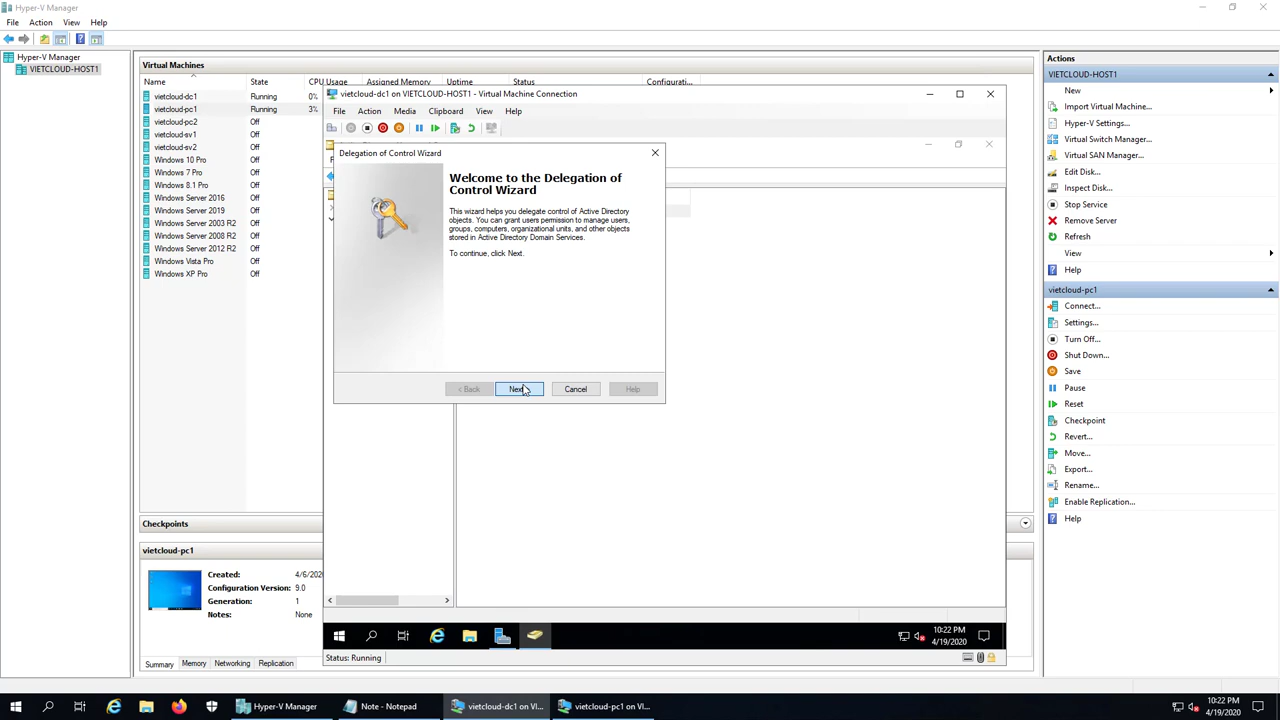 Hyper-V Manager
File Action View Help
Hyper-V Manager
VIETCLOUD-HOST1
Virtual Machines
Name State CPU Usage Assigned Memory Uptime Status Configurati...
vietcloud-dc1 Running 0%
vietcloud-pc1 Running 3%
vietcloud-pc2 Off
vietcloud-sv1 Off
vietcloud-sv2 Off
Windows 10 Pro Off
Windows 7 Pro Off
Windows 8.1 Pro Off
Windows Server 2016 Off
Windows Server 2019 Off
Windows Server 2003 R2 Off
Windows Server 2008 R2 Off
Windows Server 2012 R2 Off
Windows Vista Pro Off
Windows XP Pro Off
Checkpoints
vietcloud-pc1
Created: 4/6/202
Configuration Version: 9.0
Generation: 1
Notes: None
Summary Memory Networking Replication
vietcloud-dc1 on VIETCLOUD-HOST1 - Virtual Machine Connection
File Action Media Clipboard View Help
Delegation of Control Wizard
Welcome to the Delegation of
Control Wizard
This wizard helps you delegate control of Active Directory
objects. You can grant users permission to manage users,
groups, computers, organizational units, and other objects
stored in Active Directory Domain Services.
To continue, click Next.
< Back Next Cancel Help
10:22 PM
4/19/2020
Status: Running
Actions
VIETCLOUD-HOST1
New
Import Virtual Machine...
Hyper-V Settings...
Virtual Switch Manager...
Virtual SAN Manager...
Edit Disk...
Inspect Disk...
Stop Service
Remove Server
Refresh
View
Help
vietcloud-pc1
Connect...
Settings...
Turn Off...
Shut Down...
Save
Pause
Reset
Checkpoint
Revert...
Move...
Export...
Rename...
Enable Replication...
Help
Hyper-V Manager Note - Notepad vietcloud-dc1 on VI... vietcloud-pc1 on VI...
10:22 PM
4/19/2020